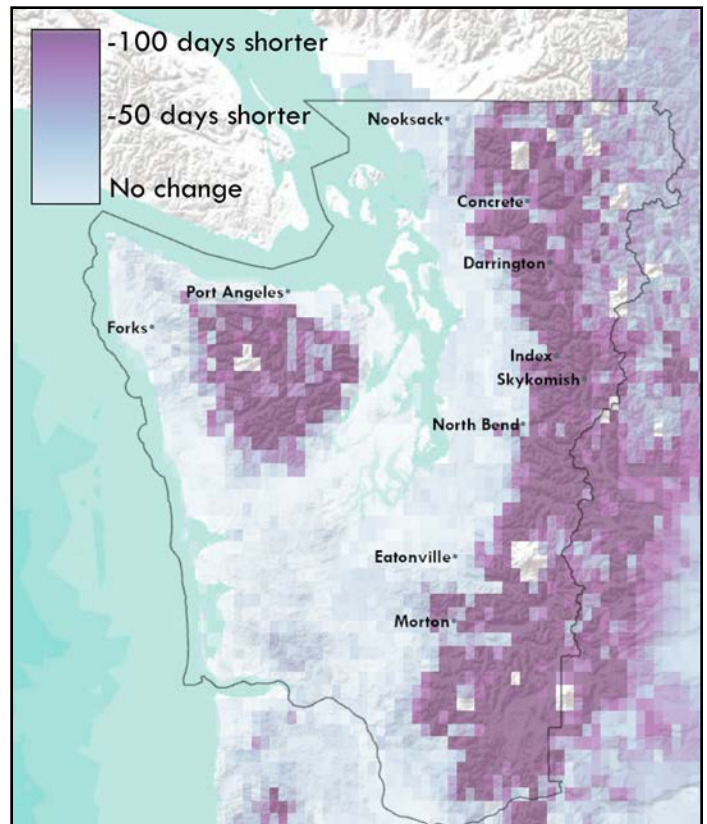 -100 days shorter
-50 days shorter
No change
Nooksack
Concrete
Darrington
Port Angeles
Forks
Index
Skykomish
North Bend
Eatonville
Morton